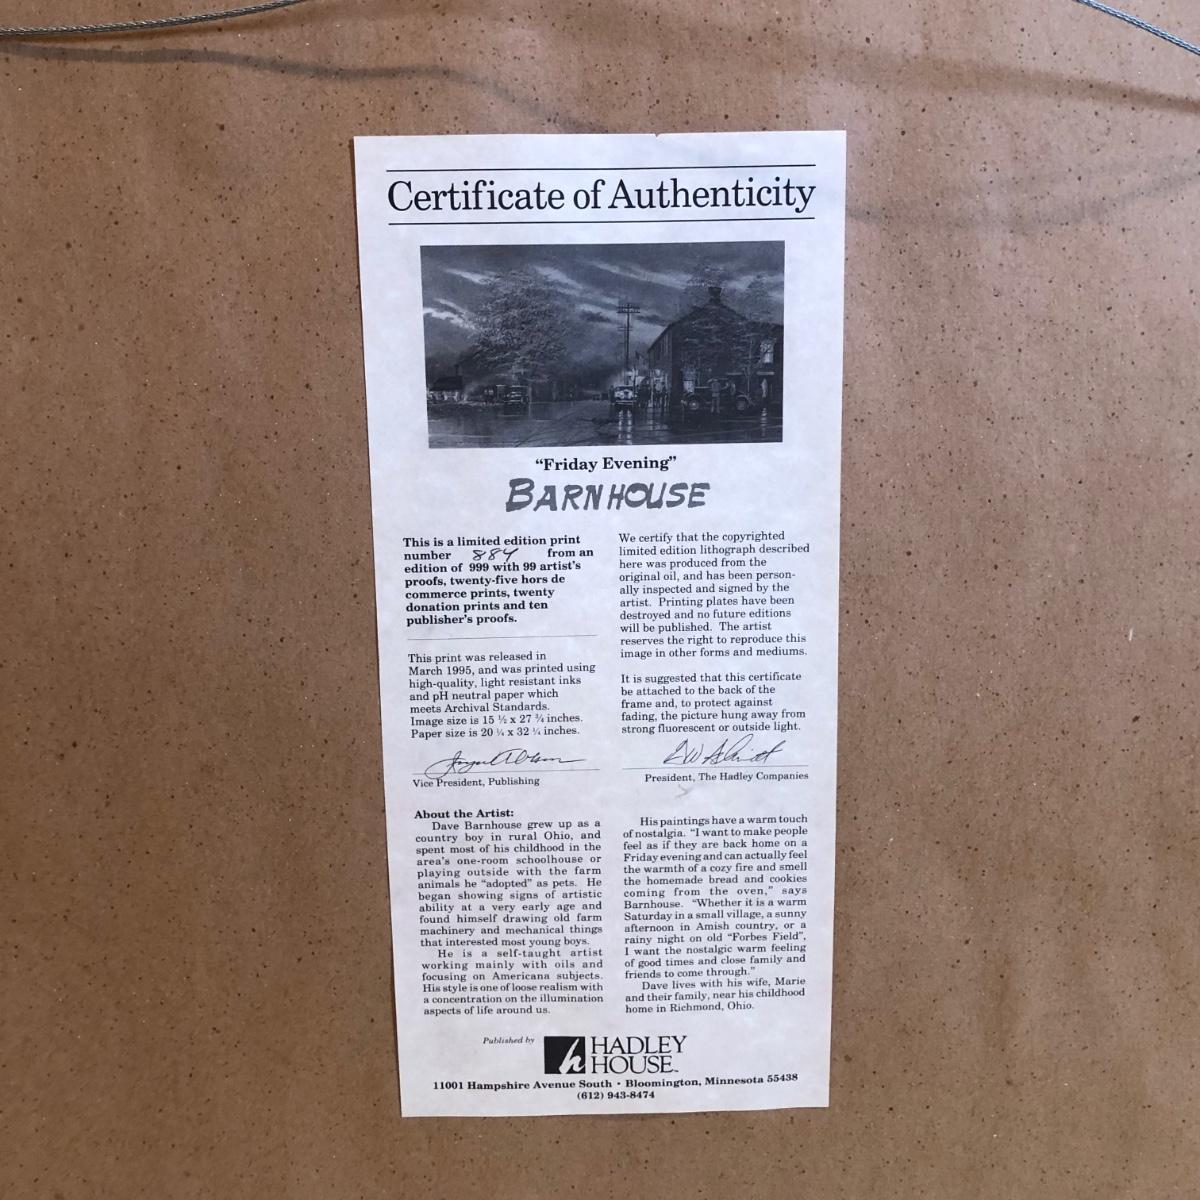 Certificate of Authenticity
“Friday Evening”
BARNHOUSE
This is a limited edition print
number 884 from an
edition of 999 with 99 artist's
proofs, twenty-five hors de
commerce prints, twenty
donation prints and ten
publisher's proofs.
This print was released in
March 1995, and was printed using
high-quality, light resistant inks
and pH neutral paper which
meets Archival Standards.
Image size is 15 ½ x 27 ¾ inches.
Paper size is 20 ¼ x 32 ¼ inches.
Vice President, Publishing
We certify that the copyrighted
limited edition lithograph described
here was produced from the
original oil, and has been person-
ally inspected and signed by the
artist. Printing plates have been
destroyed and no future editions
will be published. The artist
reserves the right to reproduce this
image in other forms and mediums.
It is suggested that this certificate
be attached to the back of the
frame and, to protect against
fading, the picture hung away from
strong fluorescent or outside light.
President, The Hadley Companies
About the Artist:
Dave Barnhouse grew up as a
country boy in rural Ohio, and
spent most of his childhood in the
area's one-room schoolhouse or
playing outside with the farm
animals he “adopted” as pets. He
began showing signs of artistic
ability at a very early age and
found himself drawing old farm
machinery and mechanical things
that interested most young boys.
He is a self-taught artist
working mainly with oils and
focusing on Americana subjects.
His style is one of loose realism with
a concentration on the illumination
aspects of life around us.
His paintings have a warm touch
of nostalgia. “I want to make people
feel as if they are back home on a
Friday evening and can actually feel
the warmth of a cozy fire and smell
the homemade bread and cookies
coming from the oven,” says
Barnhouse. “Whether it is a warm
Saturday in a small village, a sunny
afternoon in Amish country, or a
rainy night on old “Forbes Field”,
I want the nostalgic warm feeling
of good times and close family and
friends to come through.”
Dave lives with his wife, Marie
and their family, near his childhood
home in Richmond, Ohio.
Published by
h HADLEY
HOUSE™
11001 Hampshire Avenue South • Bloomington, Minnesota 55438
(612) 943-8474